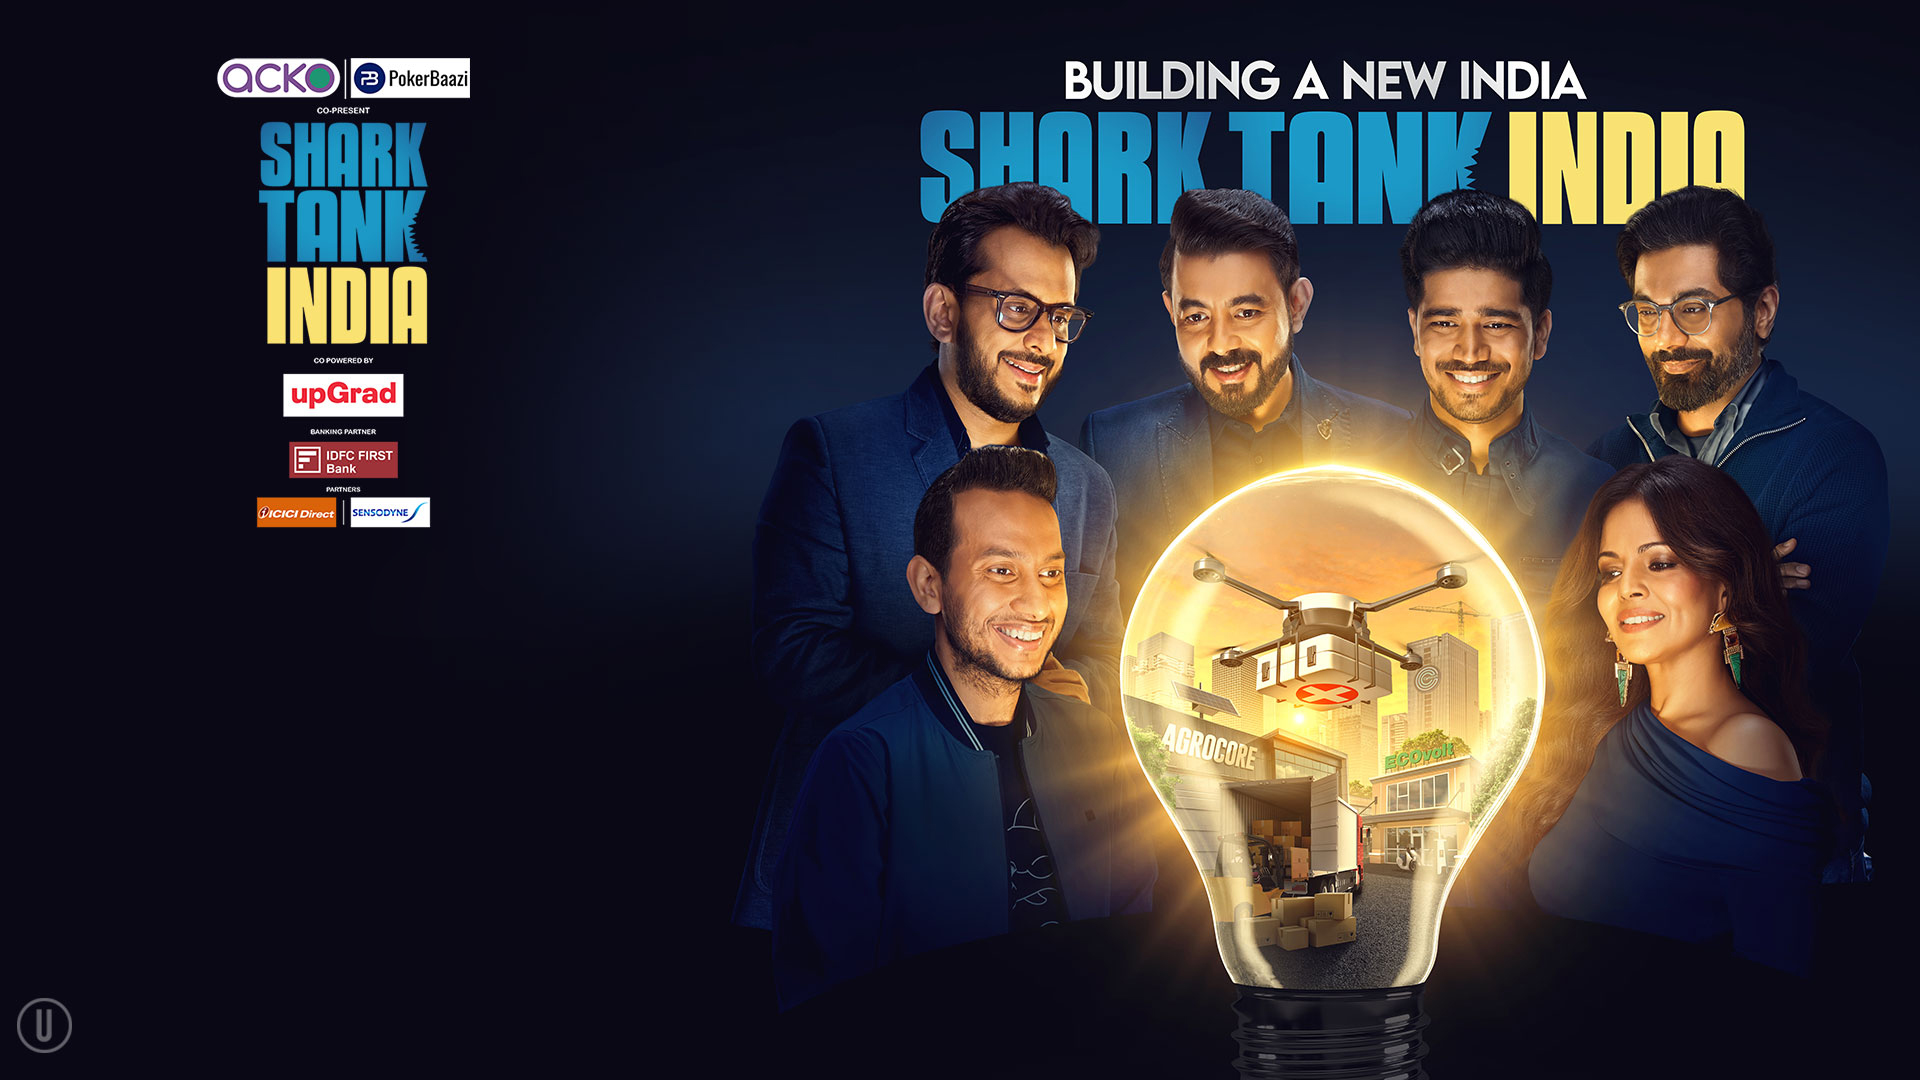 acko | PB PokerBaazi
CO-PRESENT
SHARK
TANK
INDIA
CO POWERED BY
upGrad
BANKING PARTNER
IDFC FIRST
Bank
PARTNERS
ICICI Direct | SENSODYNE
BUILDING A NEW INDIA
SHARK TANK INDIA
AGROCORE
ECOvolt
U